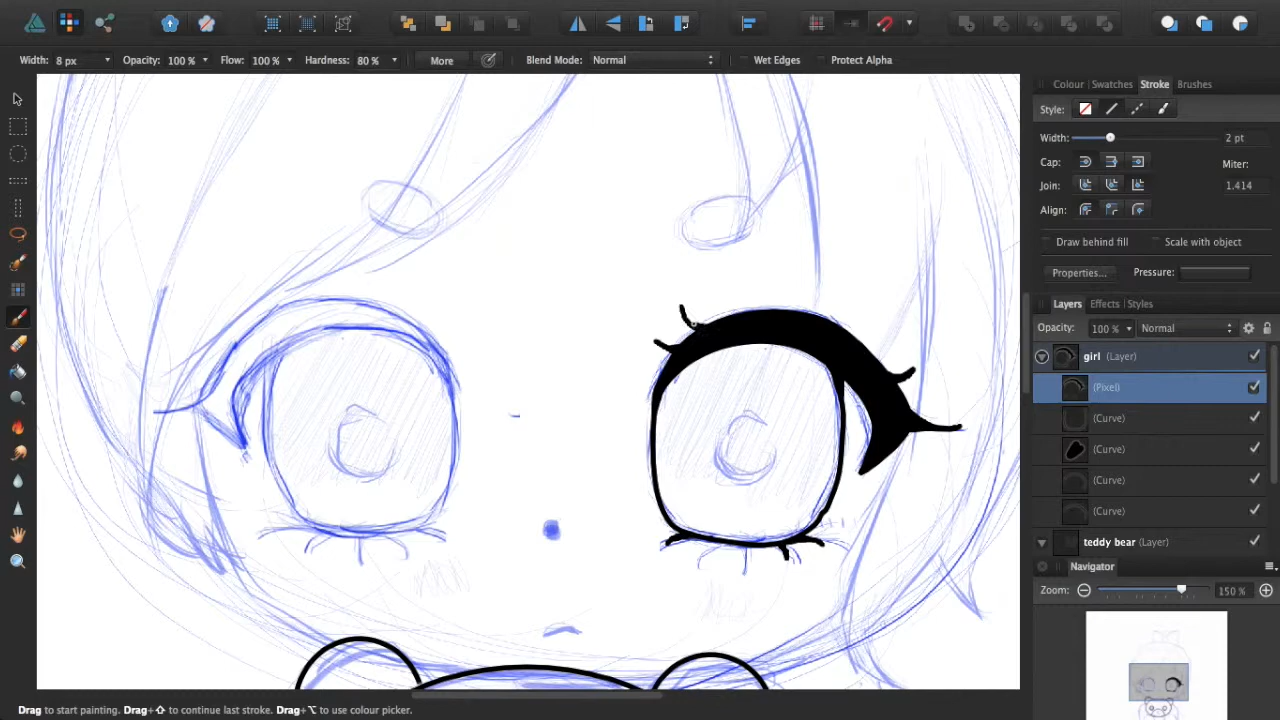 Width: 8 px Opacity: 100 % Flow: 100 % Hardness: 80 % More Blend Mode: Normal Wet Edges Protect Alpha
Colour Swatches Stroke Brushes
Style:
Width: 2 pt
Cap: Miter:
Join: 1.414
Align:
Draw behind fill Scale with object
Properties... Pressure:
Layers Effects Styles
Opacity: 100 % Normal
girl (Layer)
(Pixel)
(Curve)
(Curve)
(Curve)
(Curve)
teddy bear (Layer)
Navigator
Zoom: 150 %
Drag to start painting. Drag+⇧ to continue last stroke. Drag+⌥ to use colour picker.